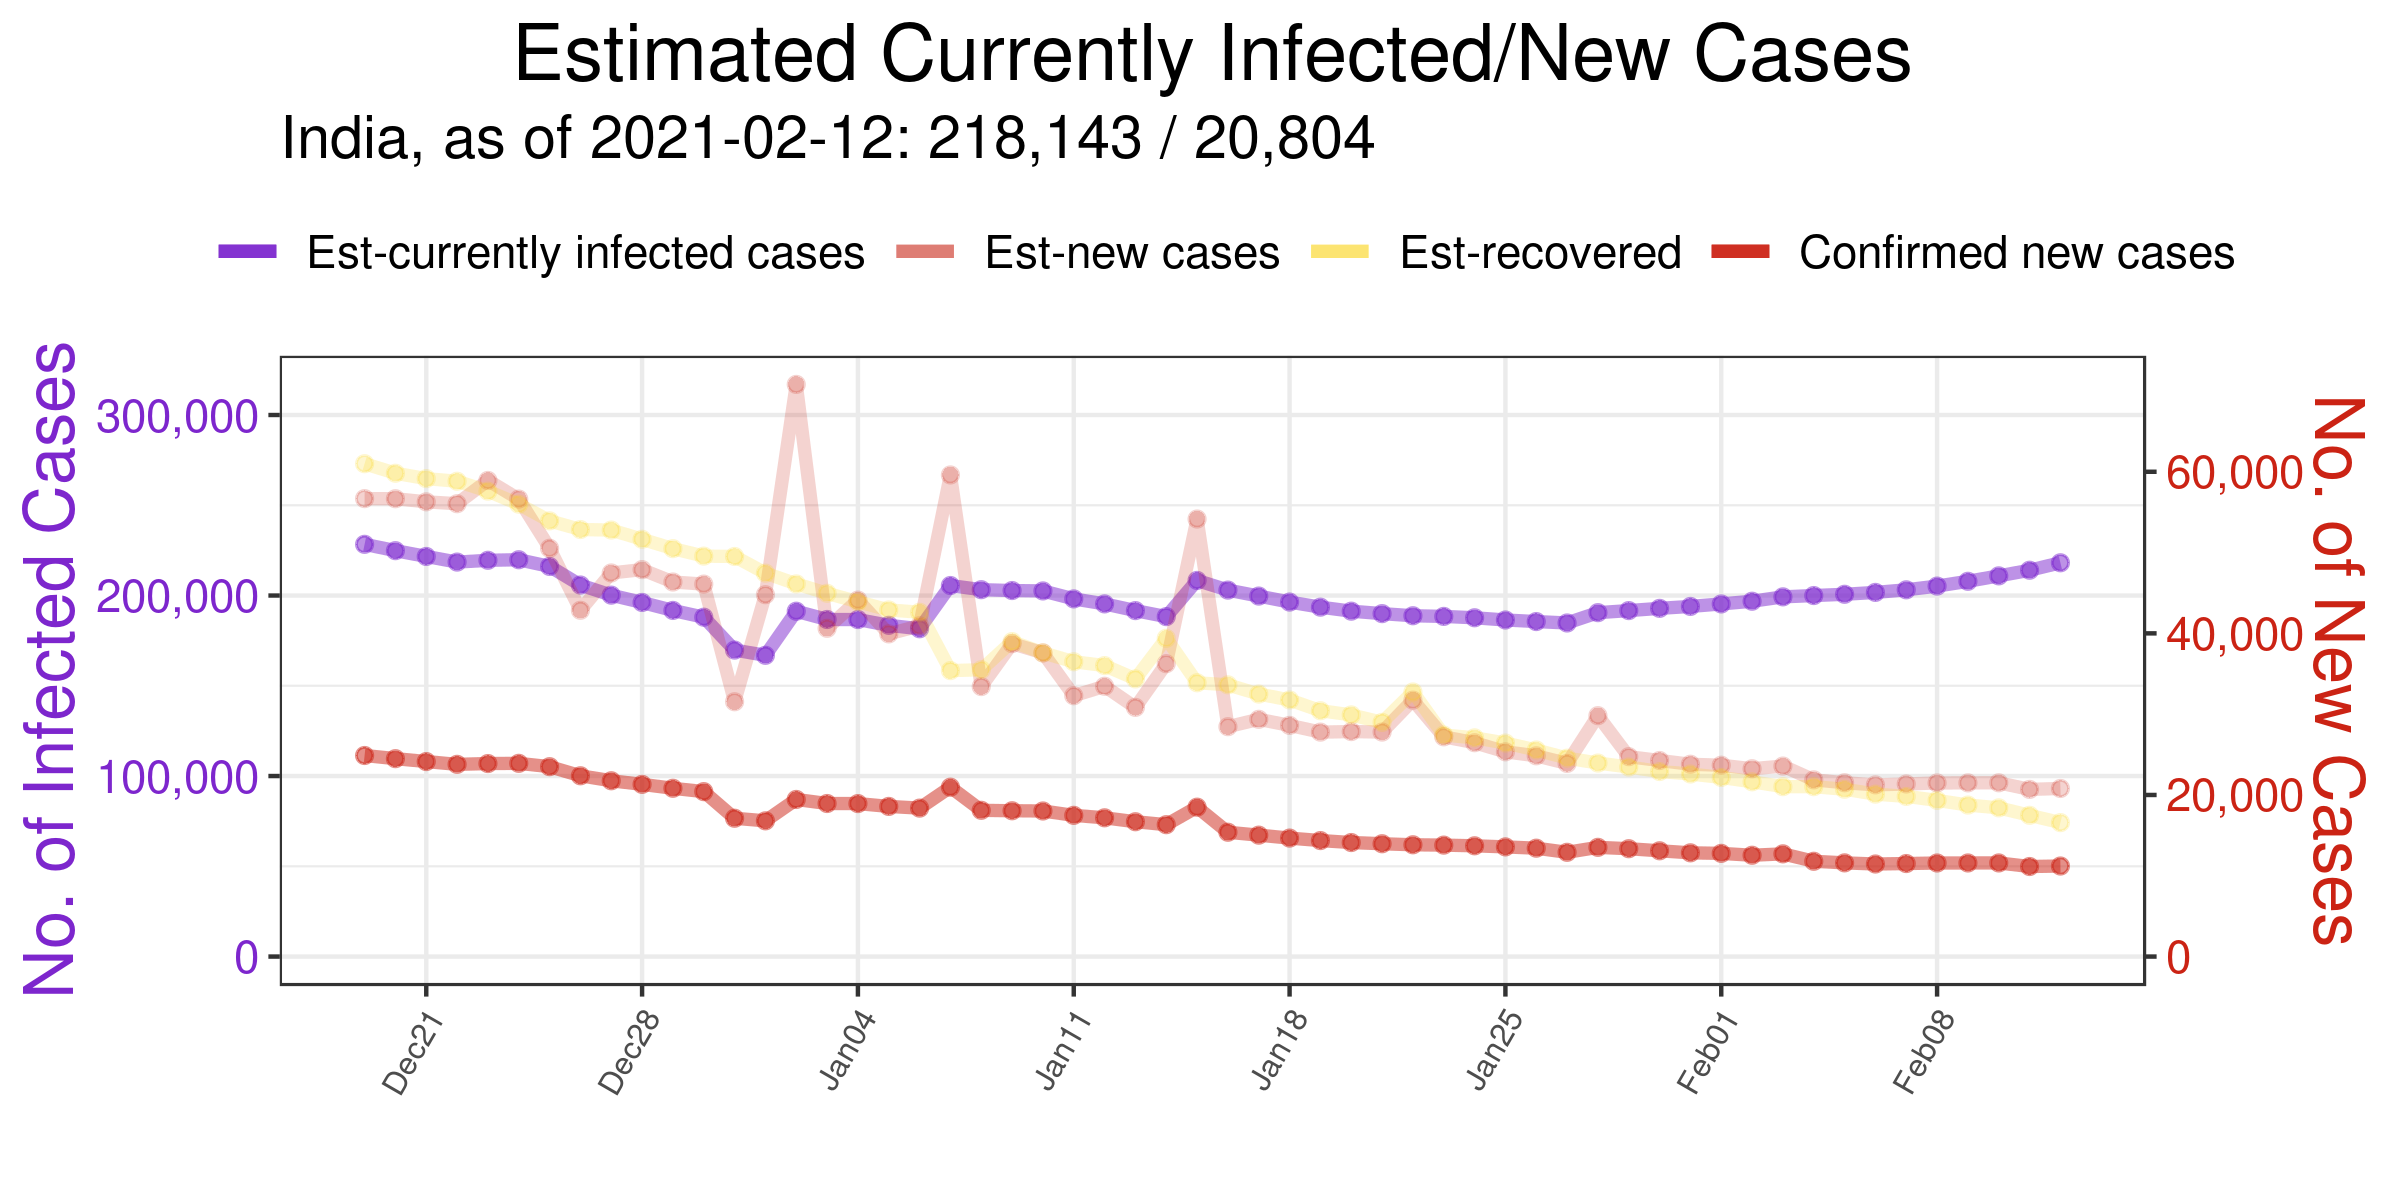 Estimated Currently Infected/New Cases
India, as of 2021-02-12: 218,143 / 20,804
Est-currently infected cases Est-new cases Est-recovered Confirmed new cases
No. of Infected Cases
300,000
200,000
100,000
0
60,000
40,000
20,000
0
No. of New Cases
Dec21 Dec28 Jan04 Jan11 Jan18 Jan25 Feb01 Feb08